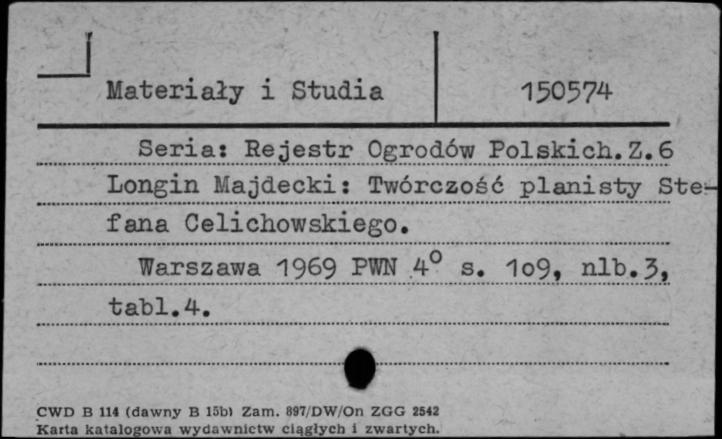 Materiały i Studia 150574
Seria: Rejestr Ogrodów Polskich.Z.6
Longin Majdecki: Twórczość planisty Ste-
fana Celichowskiego.
Warszawa 1969 PWN 4° s. 1o9, nlb.3,
tabl.4.
CWD B 114 (dawny B 15b) Zam. 897/DW/On ZGG 2542
Karta katalogowa wydawnictw ciągłych i zwartych.